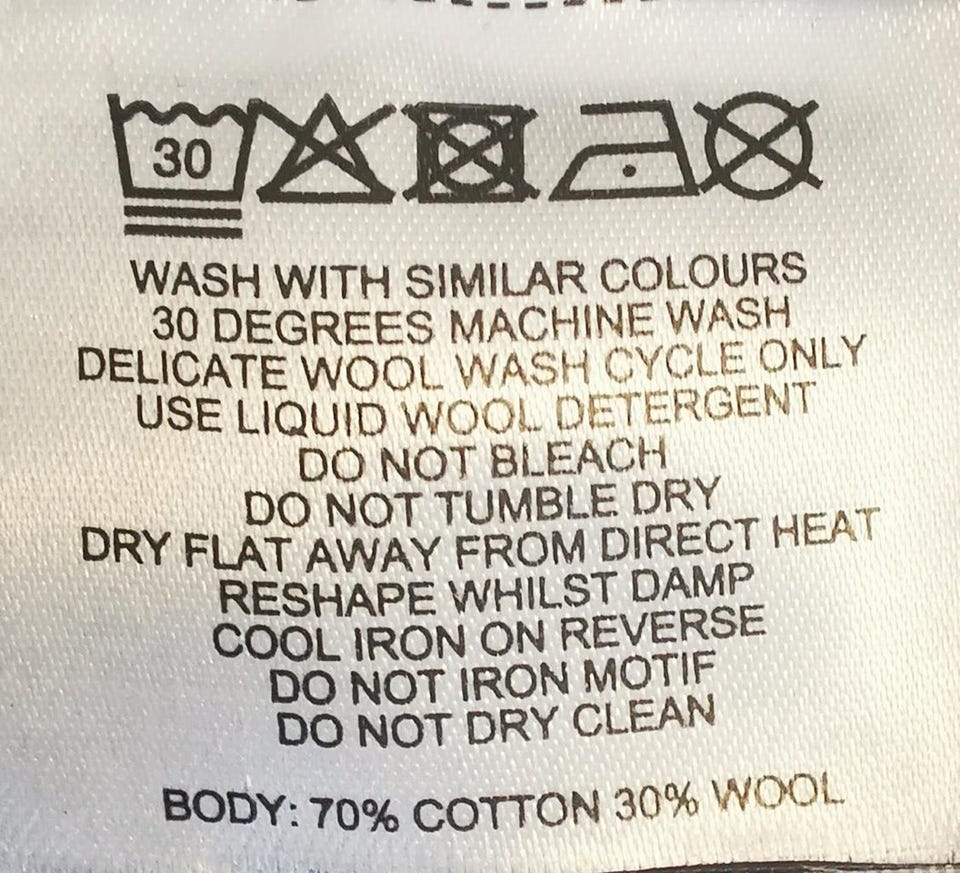 30
WASH WITH SIMILAR COLOURS
30 DEGREES MACHINE WASH
DELICATE WOOL WASH CYCLE ONLY
USE LIQUID WOOL DETERGENT
DO NOT BLEACH
DO NOT TUMBLE DRY
DRY FLAT AWAY FROM DIRECT HEAT
RESHAPE WHILST DAMP
COOL IRON ON REVERSE
DO NOT IRON MOTIF
DO NOT DRY CLEAN
BODY: 70% COTTON 30% WOOL